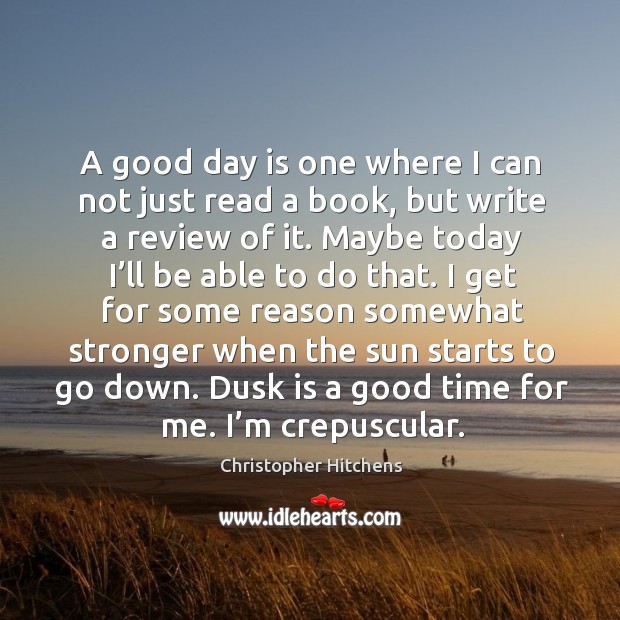 A good day is one where I can
not just read a book, but write
a review of it. Maybe today
I’ll be able to do that. I get
for some reason somewhat
stronger when the sun starts to
go down. Dusk is a good time for
me. I’m crepuscular.
Christopher Hitchens
www.idlehearts.com